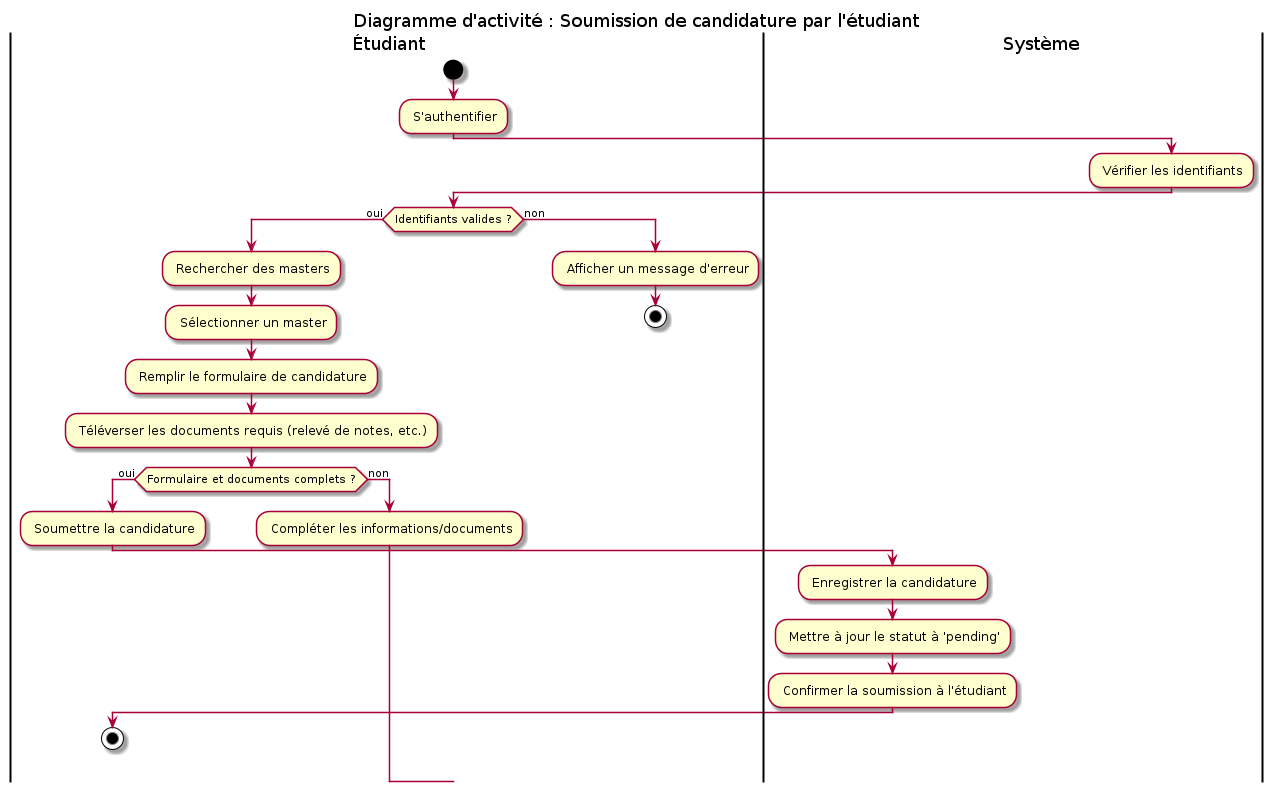 Diagramme d'activité : Soumission de candidature par l'étudiant
Étudiant
Système
S'authentifier
Vérifier les identifiants
oui
Identifiants valides ?
non
Rechercher des masters
Afficher un message d'erreur
Sélectionner un master
Remplir le formulaire de candidature
Téléverser les documents requis (relevé de notes, etc.)
oui
Formulaire et documents complets ?
non
Soumettre la candidature
Compléter les informations/documents
Enregistrer la candidature
Mettre à jour le statut à 'pending'
Confirmer la soumission à l'étudiant